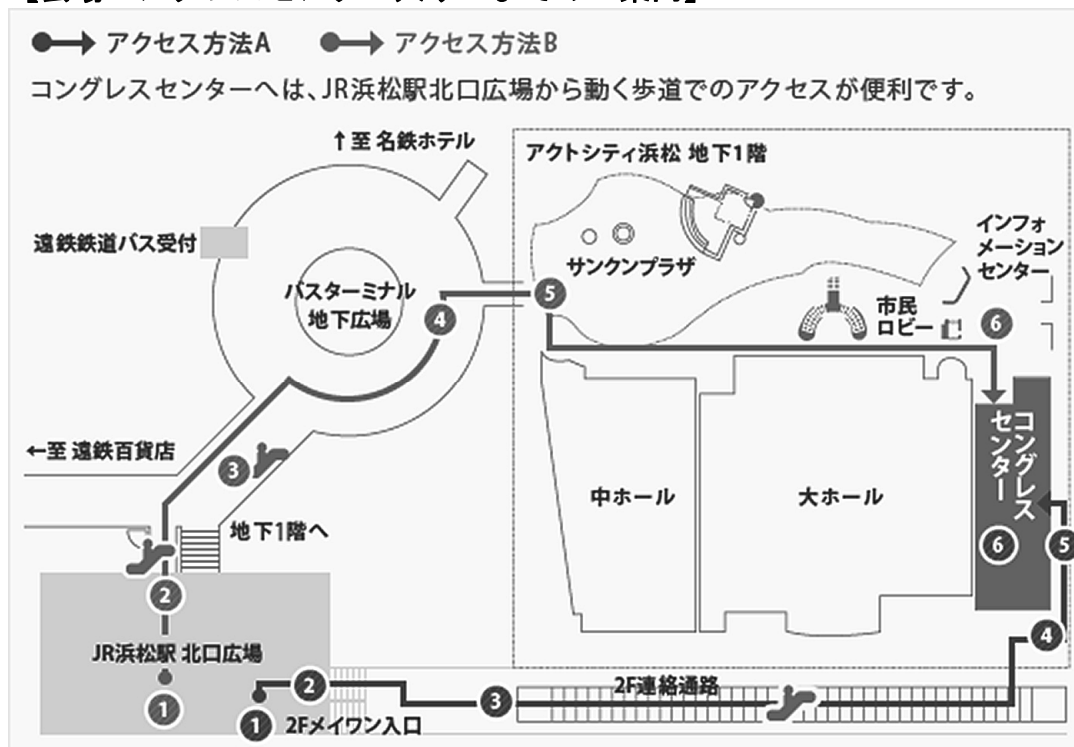 アクセス方法A
アクセス方法B
コングレスセンターへは、JR浜松駅北口広場から動く歩道でのアクセスが便利です。
↑至 名鉄ホテル
アクトシティ浜松 地下1階
遠鉄鉄道バス受付
バスターミナル
地下広場
サンクンプラザ
インフォ
メーション
センター
市民
ロビー
4
5
6
←至 遠鉄百貨店
3
地下1階へ
中ホール
大ホール
コングレス
センター
6
5
2
JR浜松駅 北口広場
1
4
2
3
2F連絡通路
1
2Fメイワン入口